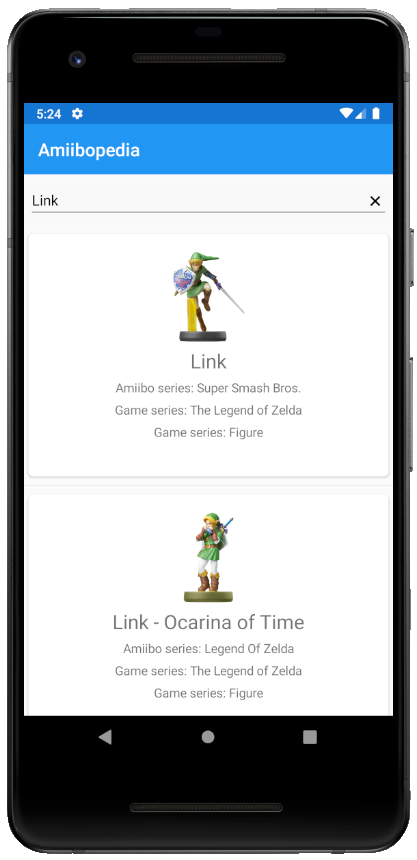 5:24
Amiibopedia
Link
Link
Amiibo series: Super Smash Bros.
Game series: The Legend of Zelda
Game series: Figure
Link - Ocarina of Time
Amiibo series: Legend Of Zelda
Game series: The Legend of Zelda
Game series: Figure